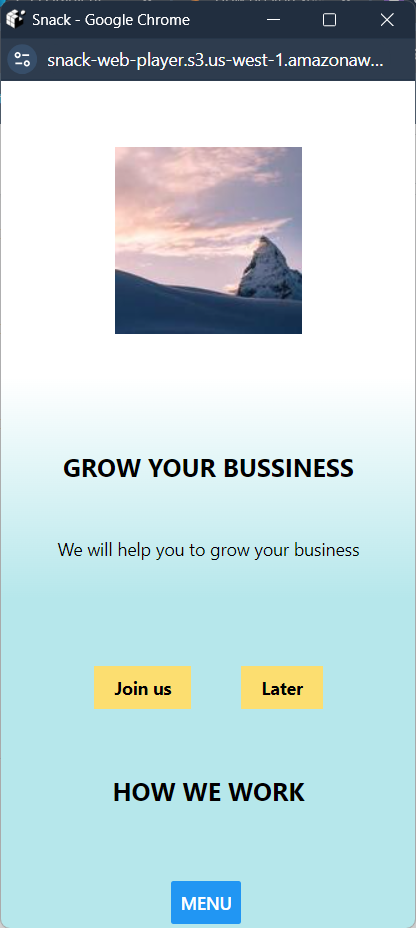 Snack - Google Chrome
snack-web-player.s3.us-west-1.amazonaw...
GROW YOUR BUSSINESS
We will help you to grow your business
Join us Later
HOW WE WORK
MENU